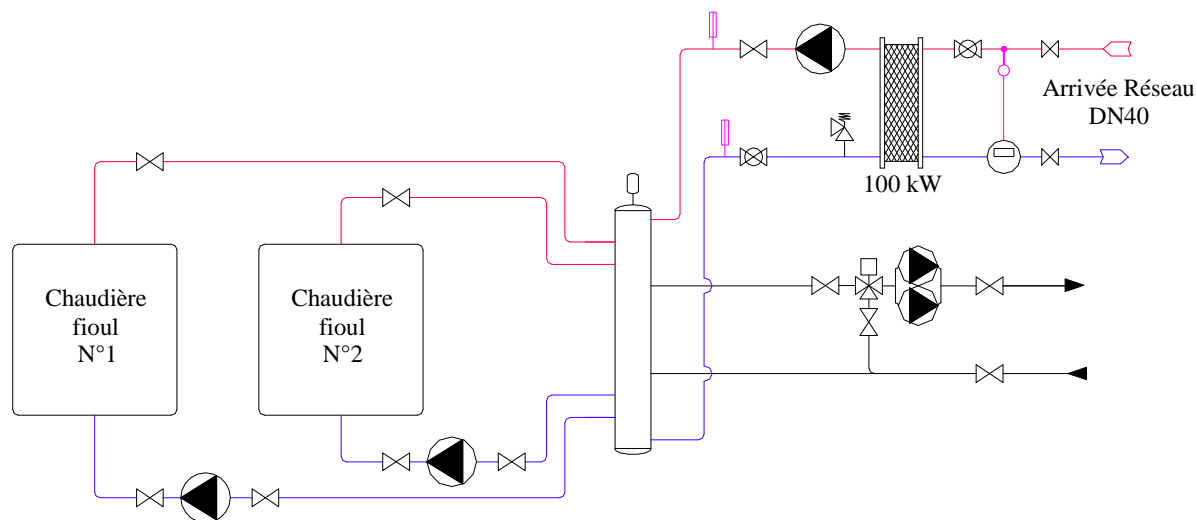 Arrivée Réseau
DN40
100 kW
Chaudière
fioul
N°1
Chaudière
fioul
N°2